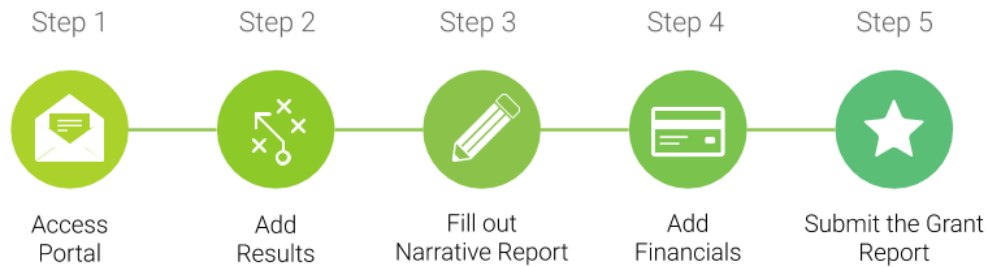 Step 1
Step 2
Step 3
Step 4
Step 5
Access
Portal
Add
Results
Fill out
Narrative Report
Add
Financials
Submit the Grant
Report